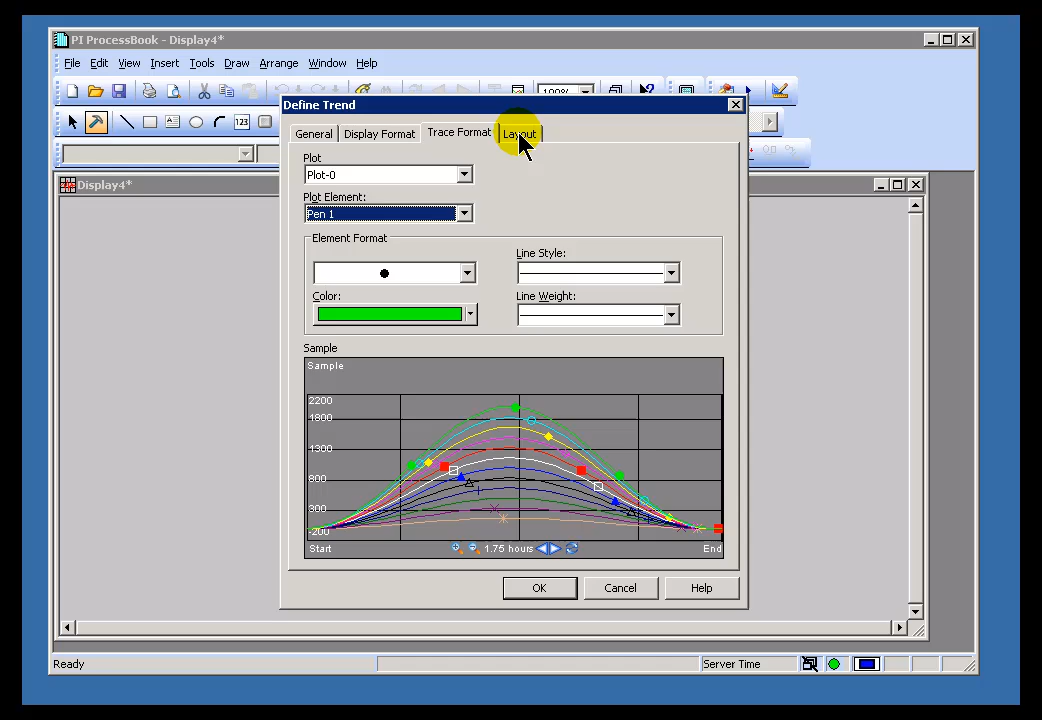 PI ProcessBook - Display4*
File Edit View Insert Tools Draw Arrange Window Help
123
Display4*
Define Trend
General Display Format Trace Format Layout
Plot
Plot-0
Plot Element:
Pen 1
Element Format
Line Style:
Color:
Line Weight:
Sample
Sample
2200
1800
1300
800
300
-200
Start 1.75 hours End
OK Cancel Help
Ready Server Time